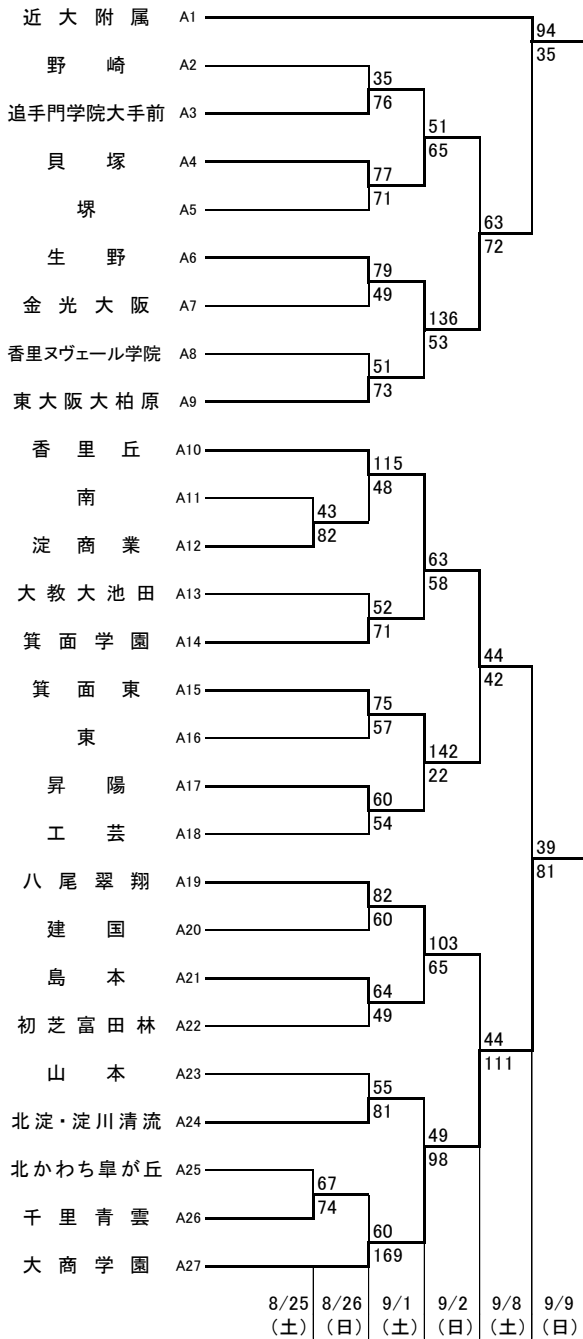 近大附属 A1
94
35
野崎 A2
35
76
追手門学院大手前 A3
51
65
貝塚 A4
77
71
堺 A5
63
72
生野 A6
79
49
金光大阪 A7
136
53
香里ヌヴェール学院 A8
51
73
東大阪大柏原 A9
香里丘 A10
115
48
南 A11
43
82
淀商業 A12
63
58
大教大池田 A13
52
71
箕面学園 A14
44
42
箕面東 A15
75
57
東 A16
142
22
昇陽 A17
60
54
工芸 A18
39
81
八尾翠翔 A19
82
60
建国 A20
103
65
島本 A21
64
49
初芝富田林 A22
44
111
山本 A23
55
81
北淀・淀川清流 A24
49
98
北かわち皐が丘 A25
67
74
千里青雲 A26
60
169
大商学園 A27
8/25 8/26 9/1 9/2 9/8 9/9
（土） （日） （土） （日） （土） （日）